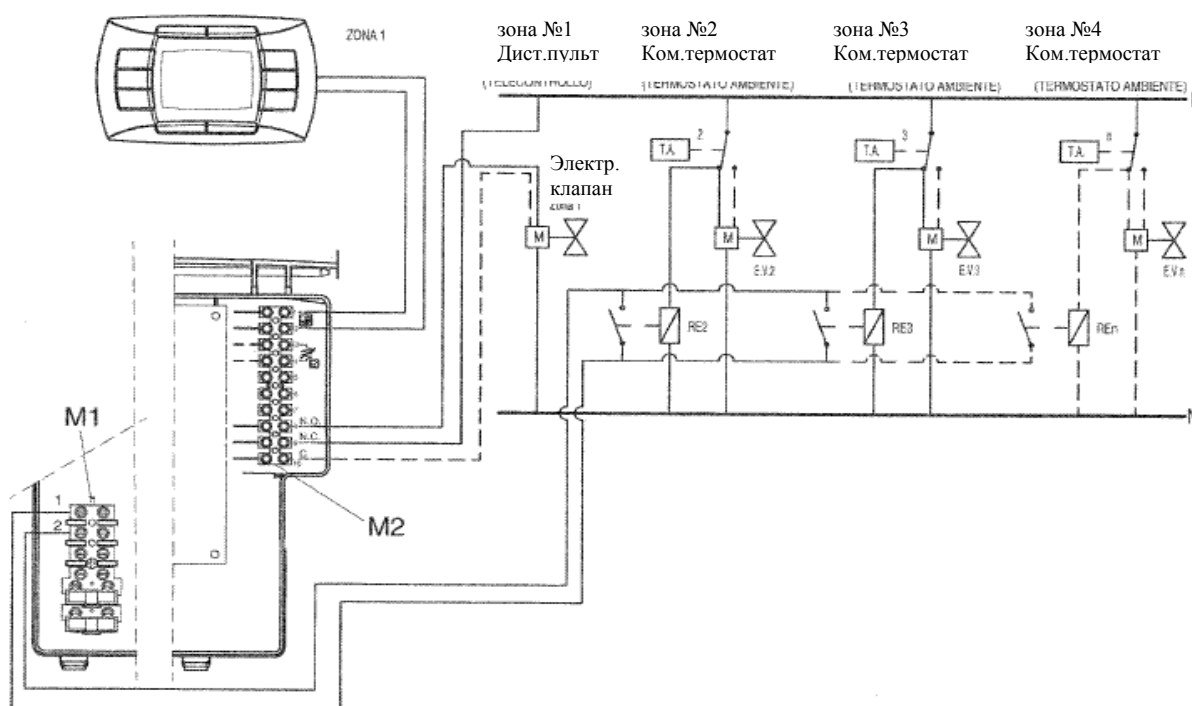 ZONA 1
зона №1
Дист.пульт
зона №2
Ком.термостат
зона №3
Ком.термостат
зона №4
Ком.термостат
(TELECONTROLLO)
(TERMOSTATO AMBIENTE)
(TERMOSTATO AMBIENTE)
(TERMOSTATO AMBIENTE)
T.A.
2
T.A.
3
T.A.
n
Электр.
клапан
ZONA 1
M
M
E.V.2
M
E.V.3
M
E.V.n
RE2
RE3
REn
N.O.
N.C.
C.
M1
1
2
M2